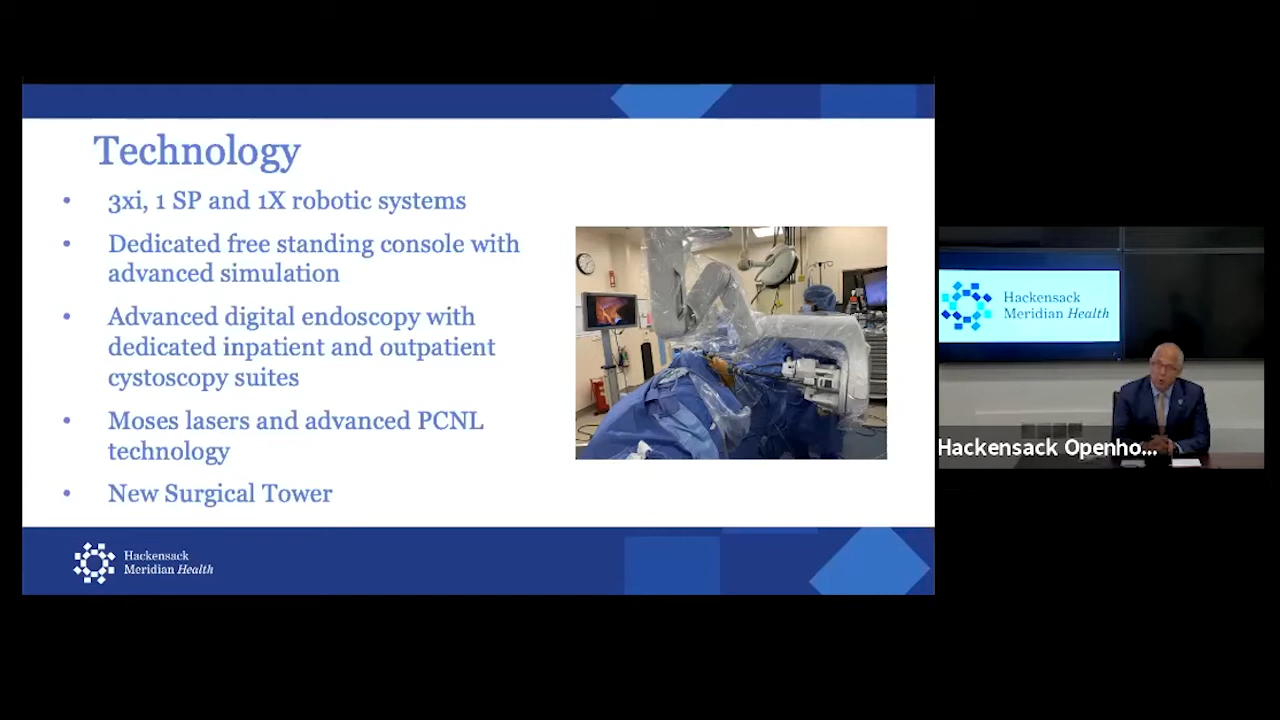 Technology
• 3xi, 1 SP and 1X robotic systems
• Dedicated free standing console with
advanced simulation
• Advanced digital endoscopy with
dedicated inpatient and outpatient
cystoscopy suites
• Moses lasers and advanced PCNL
technology
• New Surgical Tower
Hackensack
Meridian Health
Hackensack
Meridian Health
Hackensack Openho...